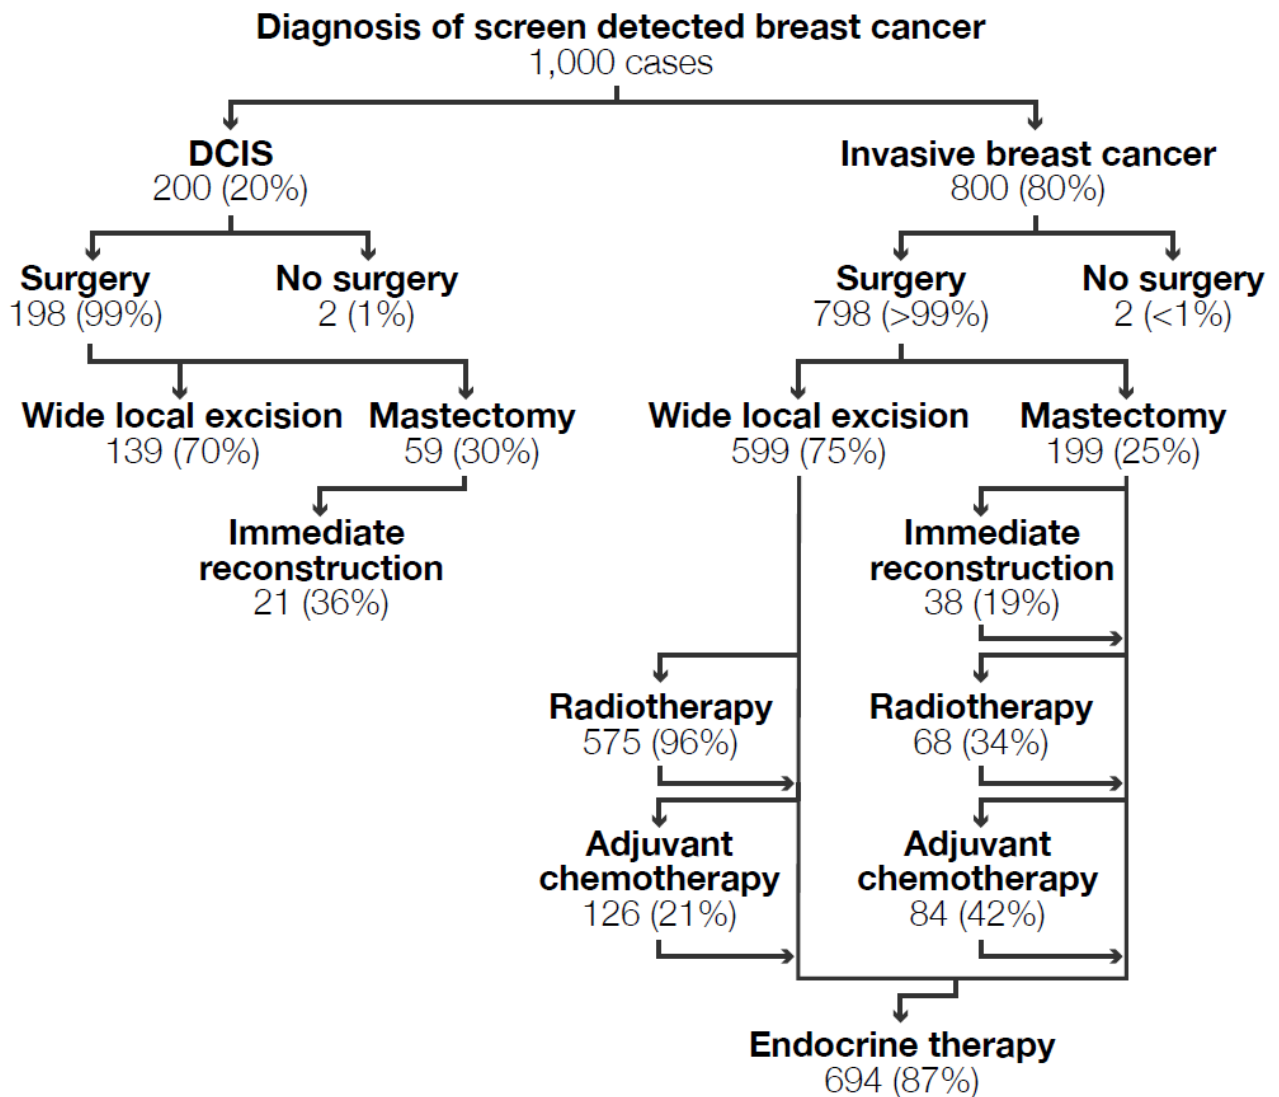 Diagnosis of screen detected breast cancer
1,000 cases
DCIS
200 (20%)
Invasive breast cancer
800 (80%)
Surgery
198 (99%)
No surgery
2 (1%)
Surgery
798 (>99%)
No surgery
2 (<1%)
Wide local excision
139 (70%)
Mastectomy
59 (30%)
Wide local excision
599 (75%)
Mastectomy
199 (25%)
Immediate
reconstruction
21 (36%)
Immediate
reconstruction
38 (19%)
Radiotherapy
575 (96%)
Radiotherapy
68 (34%)
Adjuvant
chemotherapy
126 (21%)
Adjuvant
chemotherapy
84 (42%)
Endocrine therapy
694 (87%)